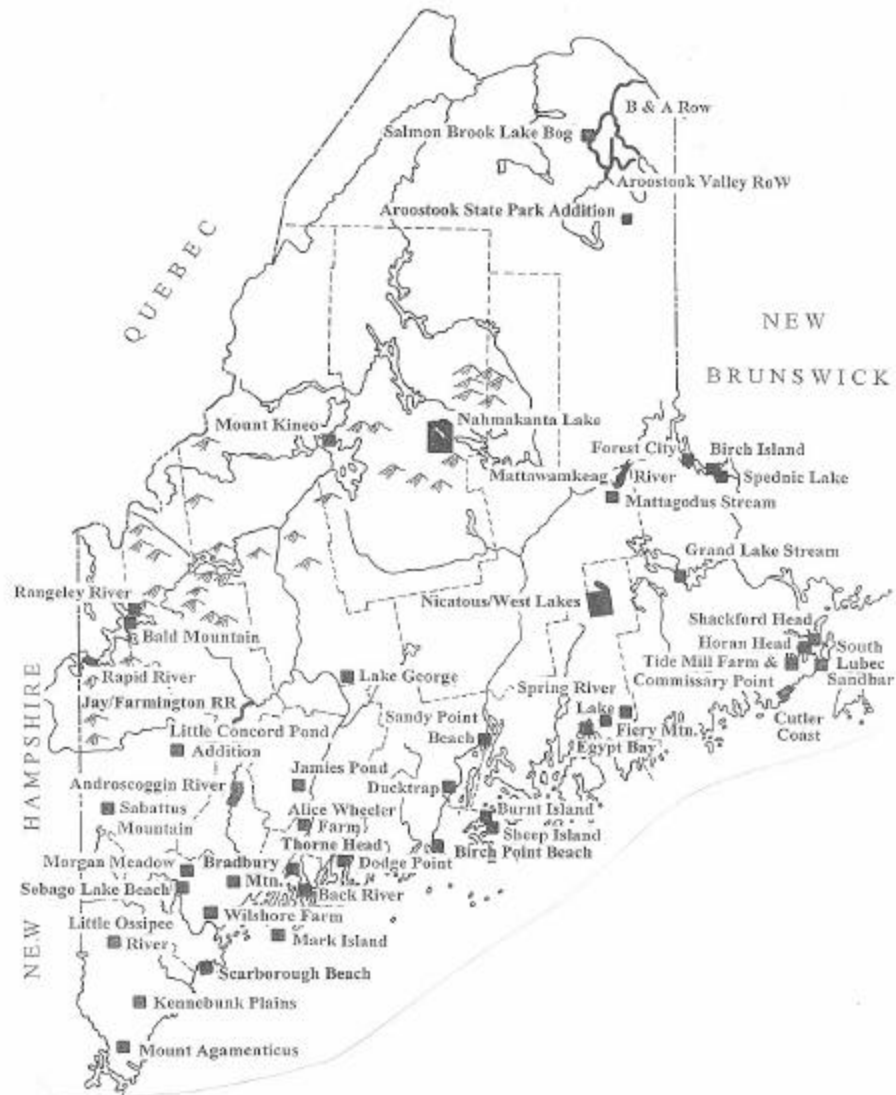 B & A Row
Salmon Brook Lake Bog
Aroostook Valley RoW
Aroostook State Park Addition
QUEBEC
NEW
BRUNSWICK
Mount Kineo
Nahmakanta Lake
Forest City
Birch Island
Mattawamkeag
River
Spednic Lake
Mattagodus Stream
Grand Lake Stream
Rangeley River
Nicatous/West Lakes
Shackford Head
Bald Mountain
Horan Head
South
Lubec
Sandbar
Tide Mill Farm &
Commissary Point
Rapid River
Lake George
Jay/Farmington RR
Spring River
Lake
Sandy Point
Beach
Cutler
Coast
Little Concord Pond
Addition
Fiery Mtn.
Egypt Bay
Jamies Pond
Androscoggin River
Ducktrap
Sabattus
Mountain
Alice Wheeler
Farm
Burnt Island
Sheep Island
Thorne Head
Birch Point Beach
Morgan Meadow
Bradbury
Mtn.
Dodge Point
Sebago Lake Beach
Back River
Wilshore Farm
Little Ossipee
River
Mark Island
Scarborough Beach
Kennebunk Plains
Mount Agamenticus
NEW HAMPSHIRE